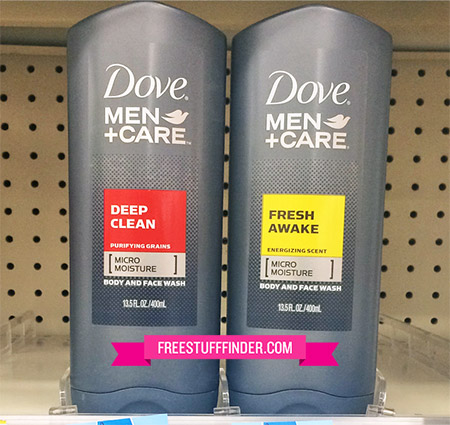 Dove
MEN
+CARE
DEEP
CLEAN
PURIFYING GRAINS
MICRO
MOISTURE
BODY AND FACE WASH
13.5 FL. OZ./400mL
Dove
MEN
+CARE
FRESH
AWAKE
ENERGIZING SCENT
MICRO
MOISTURE
BODY AND FACE WASH
13.5 FL. OZ./400mL
FREESTUFFFINDER.COM